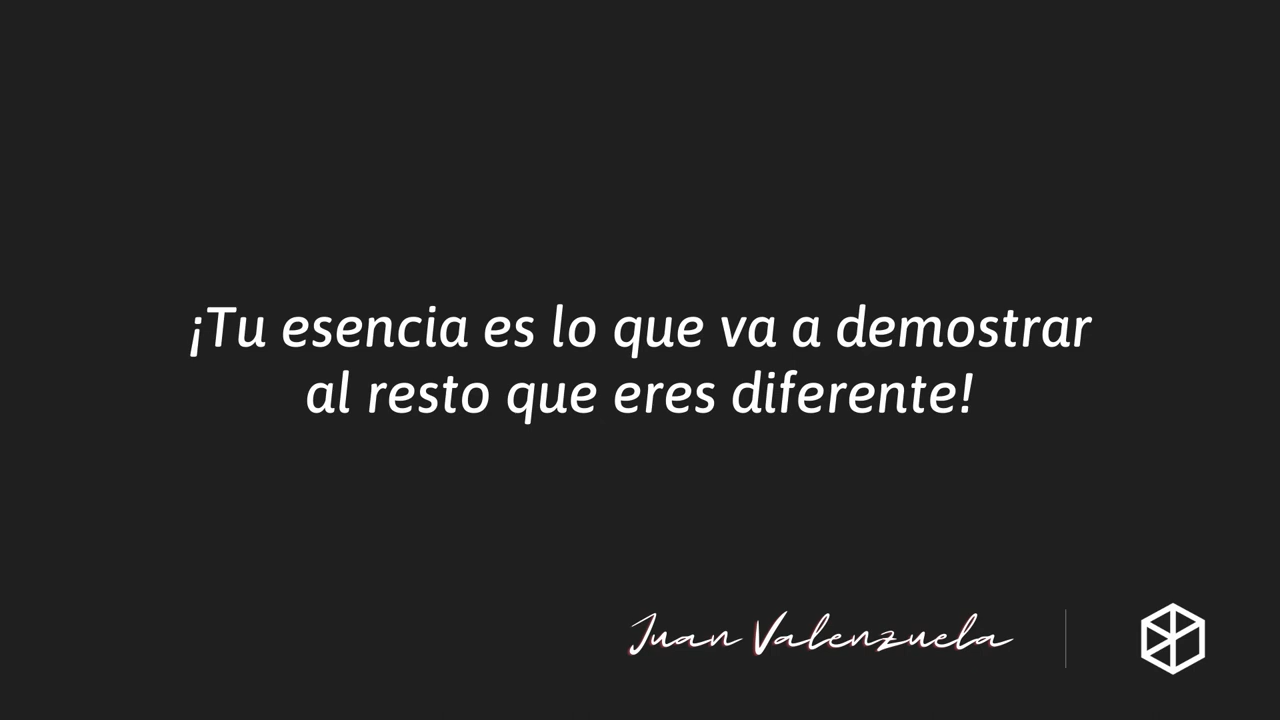 ¡Tu esencia es lo que va a demostrar
al resto que eres diferente!
Juan Valenzuela